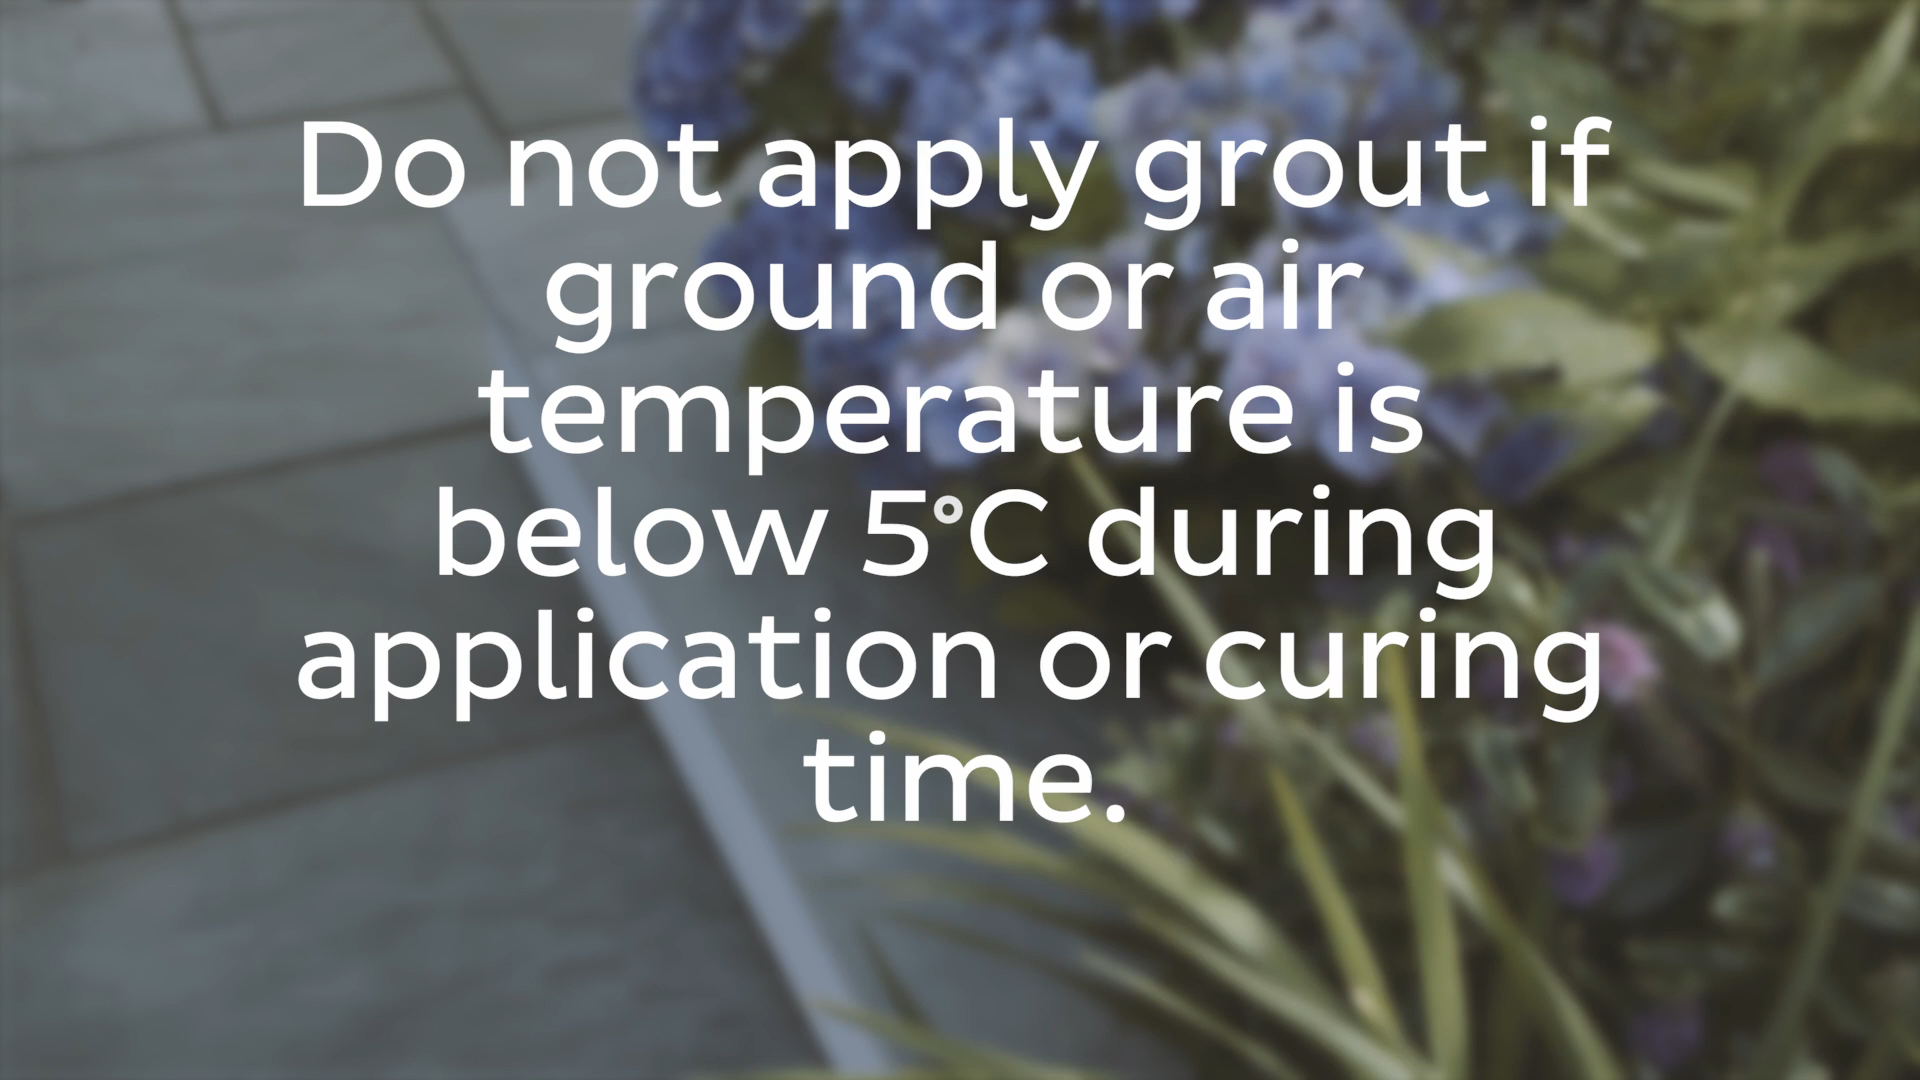 Do not apply grout if
ground or air
temperature is
below 5°C during
application or curing
time.